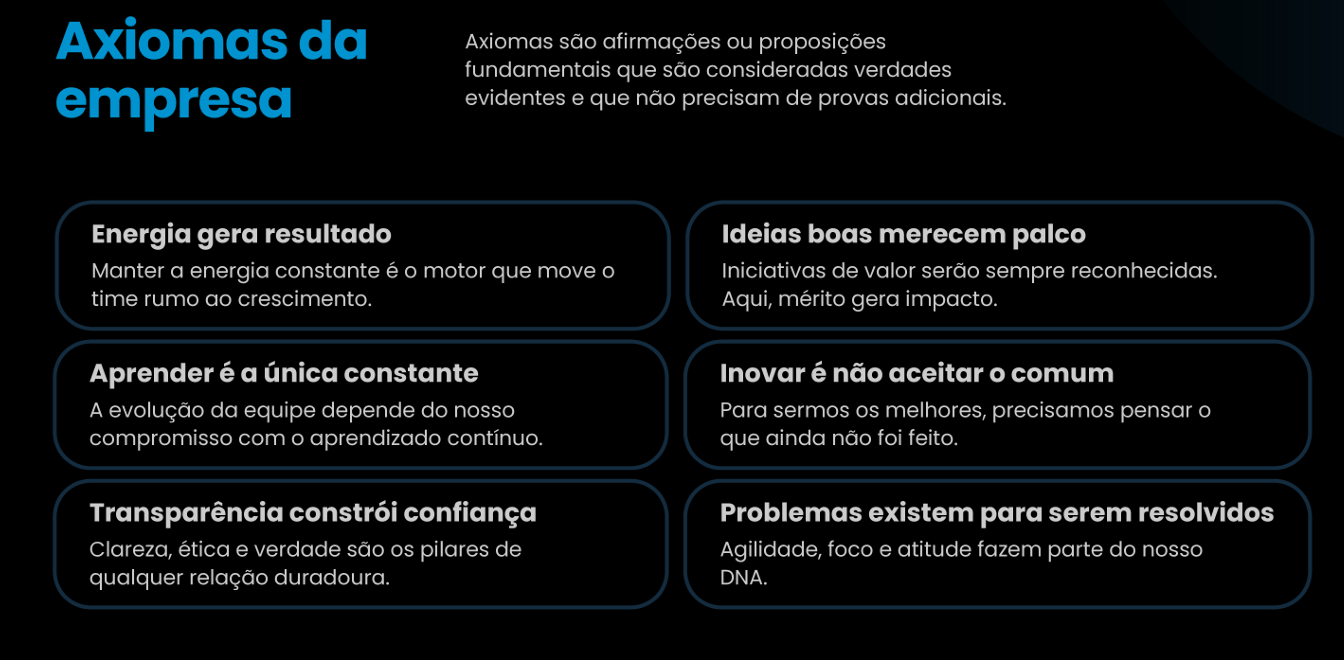 Axiomas da
empresa
Axiomas são afirmações ou proposições
fundamentais que são consideradas verdades
evidentes e que não precisam de provas adicionais.
Energia gera resultado
Manter a energia constante é o motor que move o
time rumo ao crescimento.
Ideias boas merecem palco
Iniciativas de valor serão sempre reconhecidas.
Aqui, mérito gera impacto.
Aprender é a única constante
A evolução da equipe depende do nosso
compromisso com o aprendizado contínuo.
Inovar é não aceitar o comum
Para sermos os melhores, precisamos pensar o
que ainda não foi feito.
Transparência constrói confiança
Clareza, ética e verdade são os pilares de
qualquer relação duradoura.
Problemas existem para serem resolvidos
Agilidade, foco e atitude fazem parte do nosso
DNA.